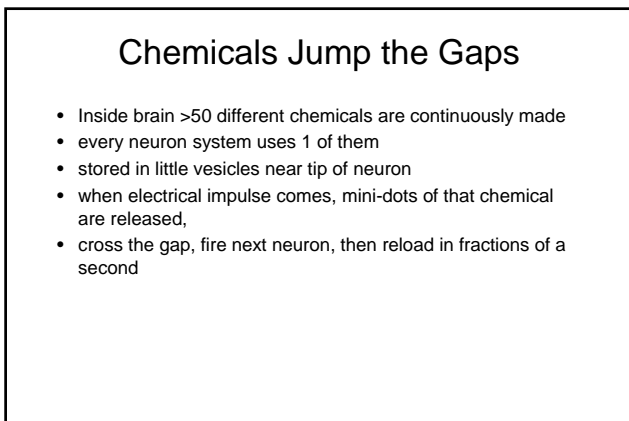 Chemicals Jump the Gaps
• Inside brain >50 different chemicals are continuously made
• every neuron system uses 1 of them
• stored in little vesicles near tip of neuron
• when electrical impulse comes, mini-dots of that chemical
are released,
• cross the gap, fire next neuron, then reload in fractions of a
second